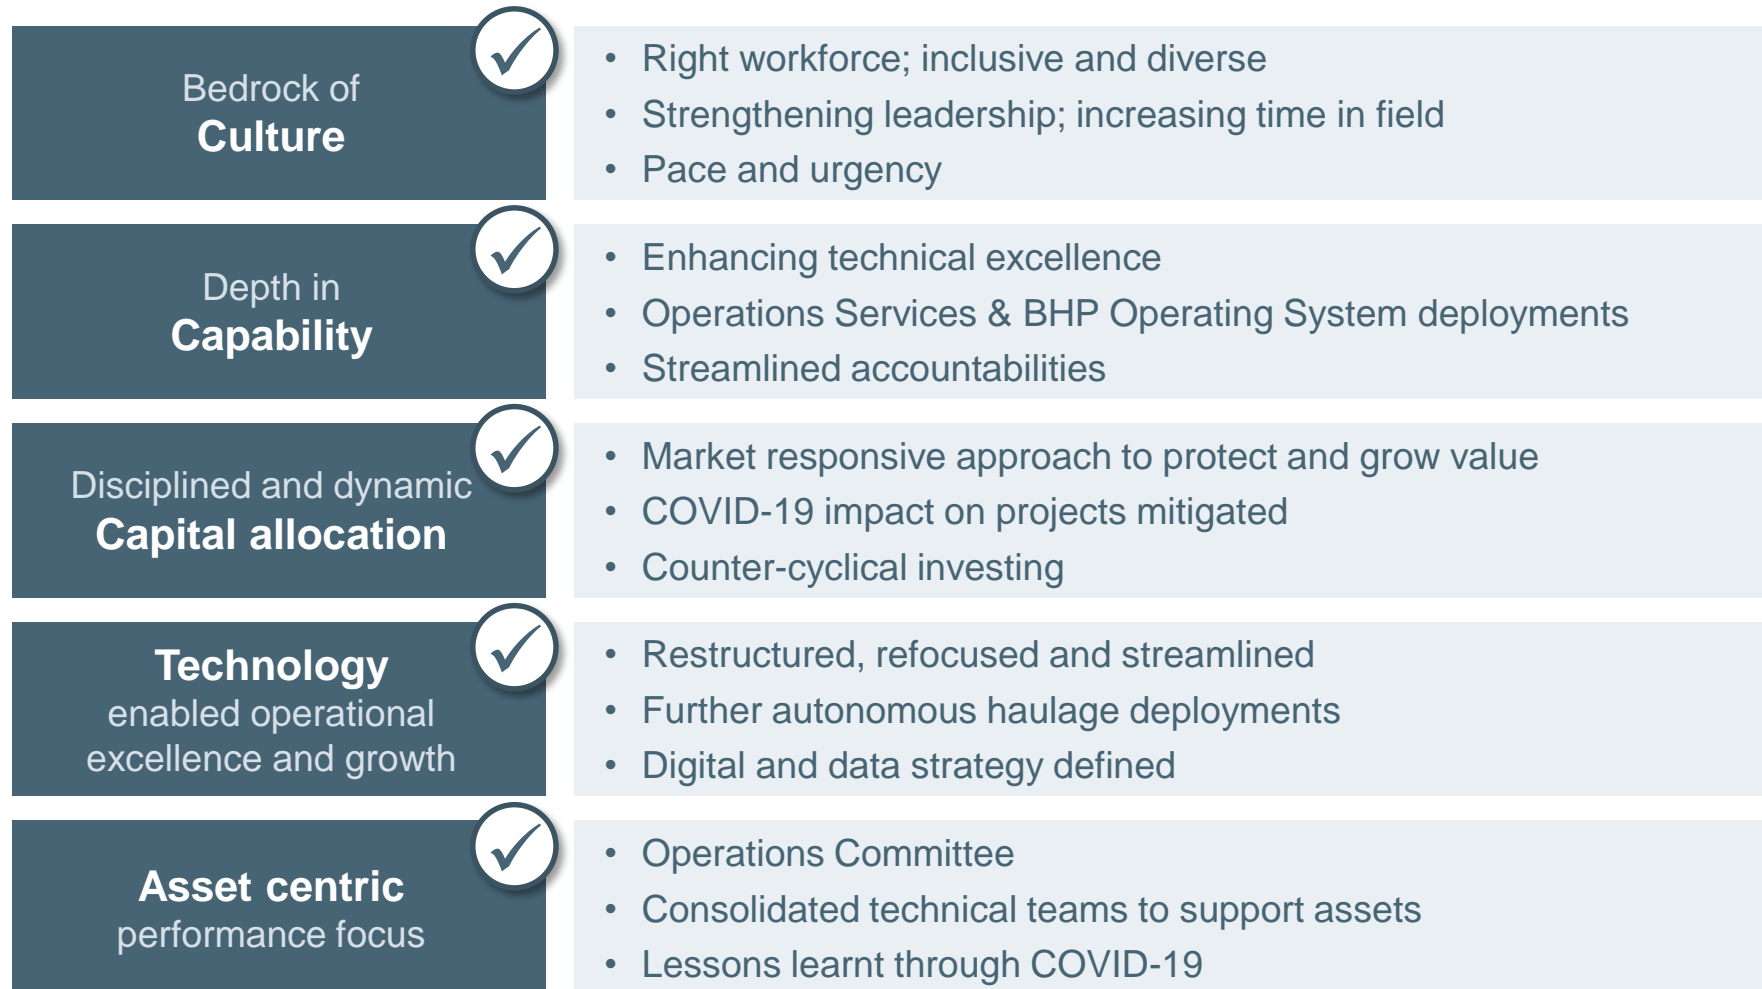 Bedrock of
Culture
• Right workforce; inclusive and diverse
• Strengthening leadership; increasing time in field
• Pace and urgency
Depth in
Capability
• Enhancing technical excellence
• Operations Services & BHP Operating System deployments
• Streamlined accountabilities
Disciplined and dynamic
Capital allocation
• Market responsive approach to protect and grow value
• COVID-19 impact on projects mitigated
• Counter-cyclical investing
Technology
enabled operational
excellence and growth
• Restructured, refocused and streamlined
• Further autonomous haulage deployments
• Digital and data strategy defined
Asset centric
performance focus
• Operations Committee
• Consolidated technical teams to support assets
• Lessons learnt through COVID-19